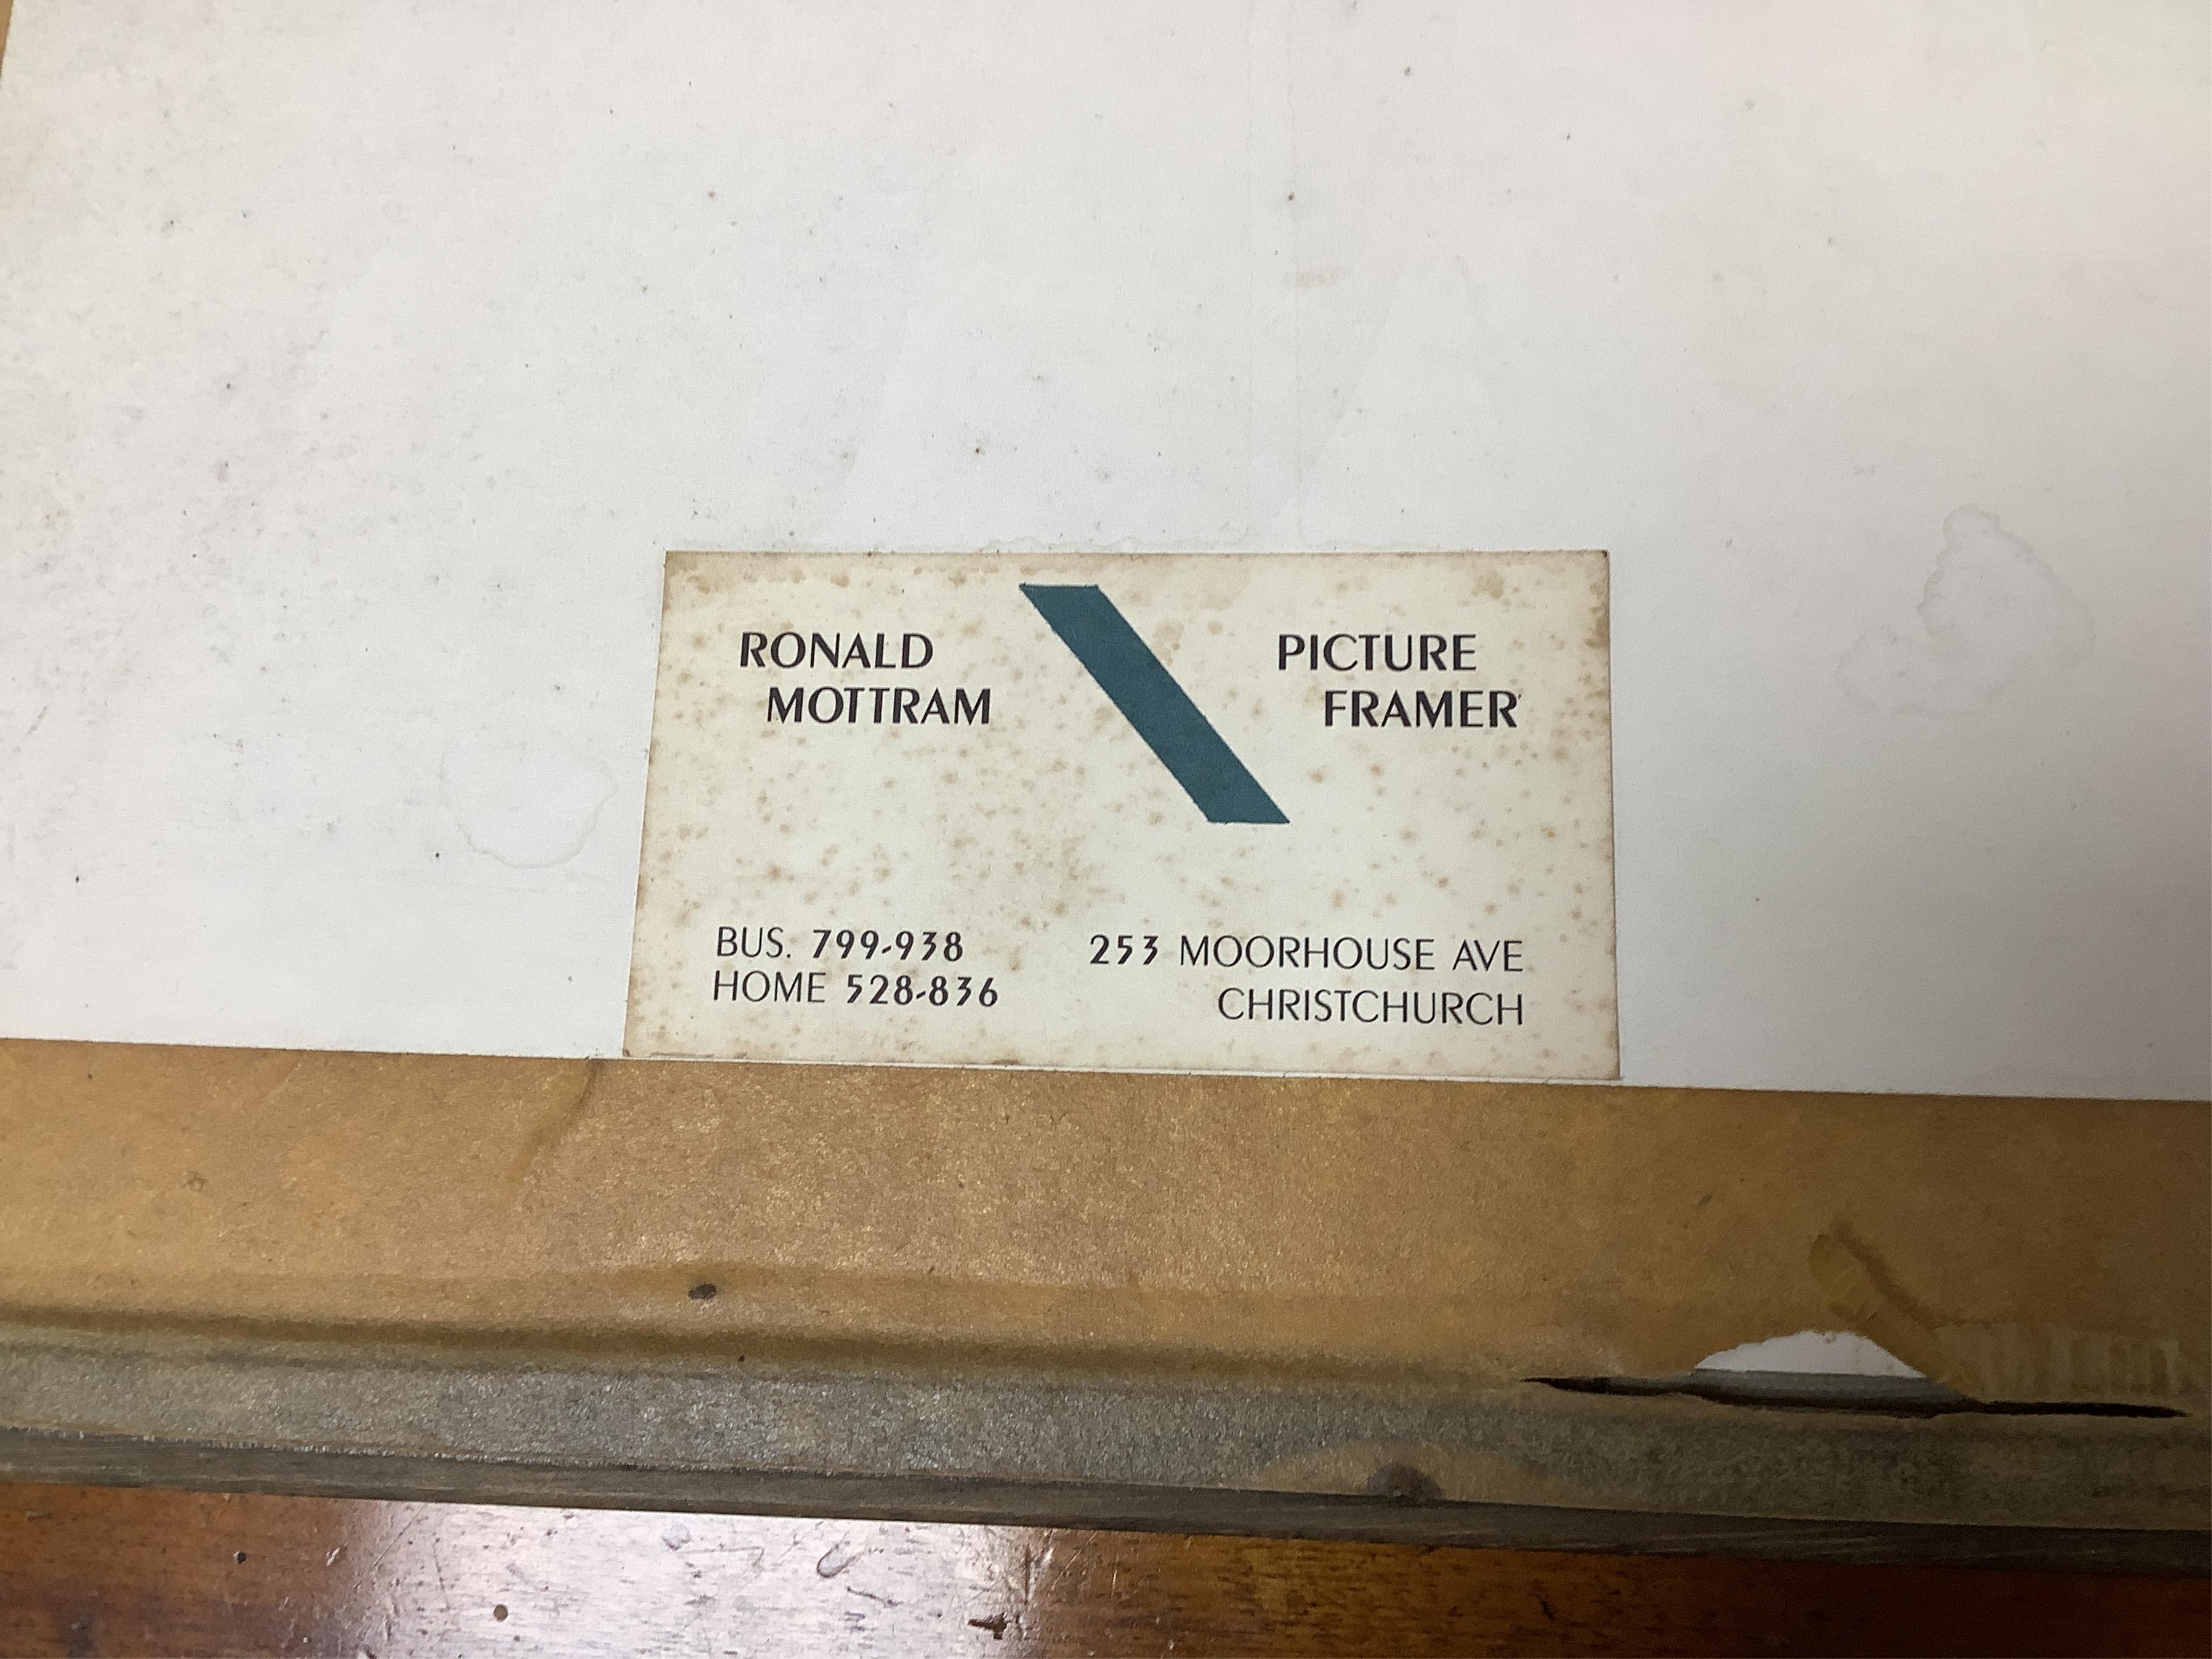 RONALD
MOTTRAM
PICTURE
FRAMER
BUS. 799-938
HOME 528-836
253 MOORHOUSE AVE
CHRISTCHURCH